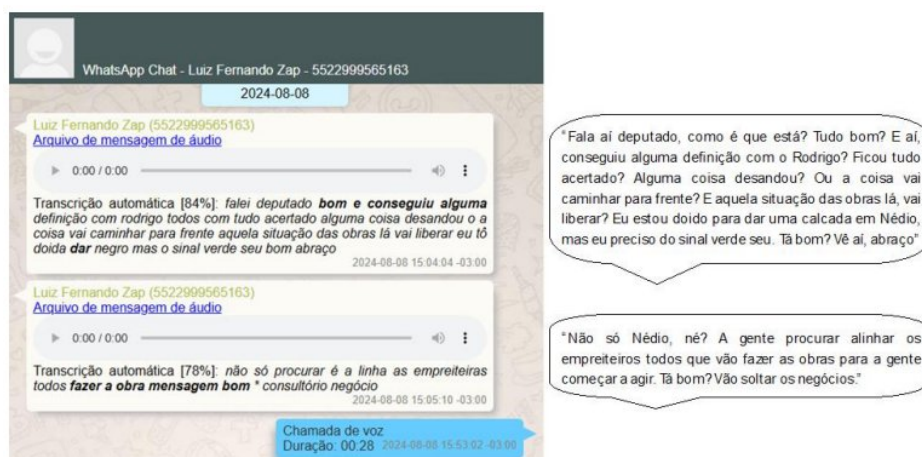 WhatsApp Chat - Luiz Fernando Zap - 5522999565163
2024-08-08
Luiz Fernando Zap (5522999565163)
Arquivo de mensagem de áudio
0:00 / 0:00
Transcrição automática [84%]: falei deputado bom e conseguiu alguma
definição com rodrigo todos com tudo acertado alguma coisa desandou o a
coisa vai caminhar para frente aquela situação das obras lá vai liberar eu tô
doida dar negro mas o sinal verde seu bom abraço
2024-08-08 15:04:04 -03:00
Luiz Fernando Zap (5522999565163)
Arquivo de mensagem de áudio
0:00 / 0:00
Transcrição automática [78%]: não só procurar é a linha as empreiteiras
todos fazer a obra mensagem bom * consultório negócio
2024-08-08 15:05:10 -03:00
Chamada de voz
Duração: 00:28 2024-08-08 15:53:02 -03:00
"Fala aí deputado, como é que está? Tudo bom? E aí,
conseguiu alguma definição com o Rodrigo? Ficou tudo
acertado? Alguma coisa desandou? Ou a coisa vai
caminhar para frente? E aquela situação das obras lá, vai
liberar? Eu estou doido para dar uma calcada em Nédio,
mas eu preciso do sinal verde seu. Tá bom? Vê aí, abraço"
"Não só Nédio, né? A gente procurar alinhar os
empreiteiros todos que vão fazer as obras para a gente
começar a agir. Tá bom? Vão soltar os negócios."